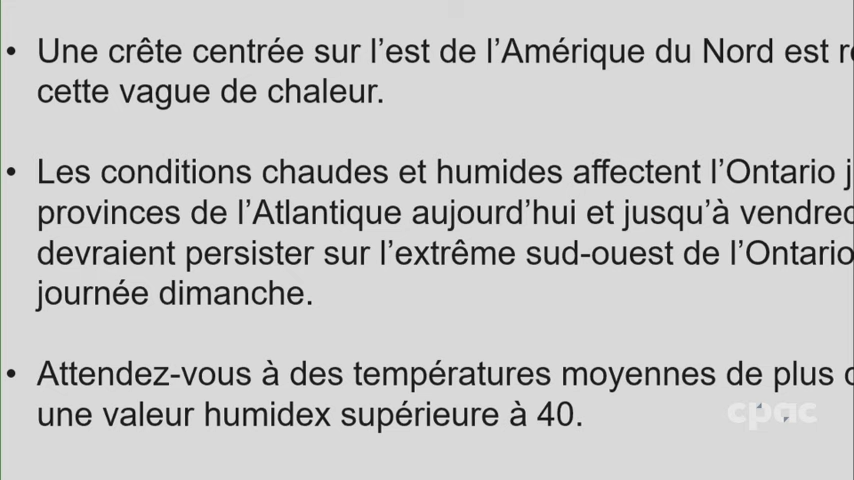 • Une crête centrée sur l’est de l’Amérique du Nord est
cette vague de chaleur.
• Les conditions chaudes et humides affectent l’Ontario
provinces de l’Atlantique aujourd’hui et jusqu’à
devraient persister sur l’extrême sud-ouest de l’Ontario
journée dimanche.
• Attendez-vous à des températures moyennes de plus
une valeur humidex supérieure à 40.
cpac